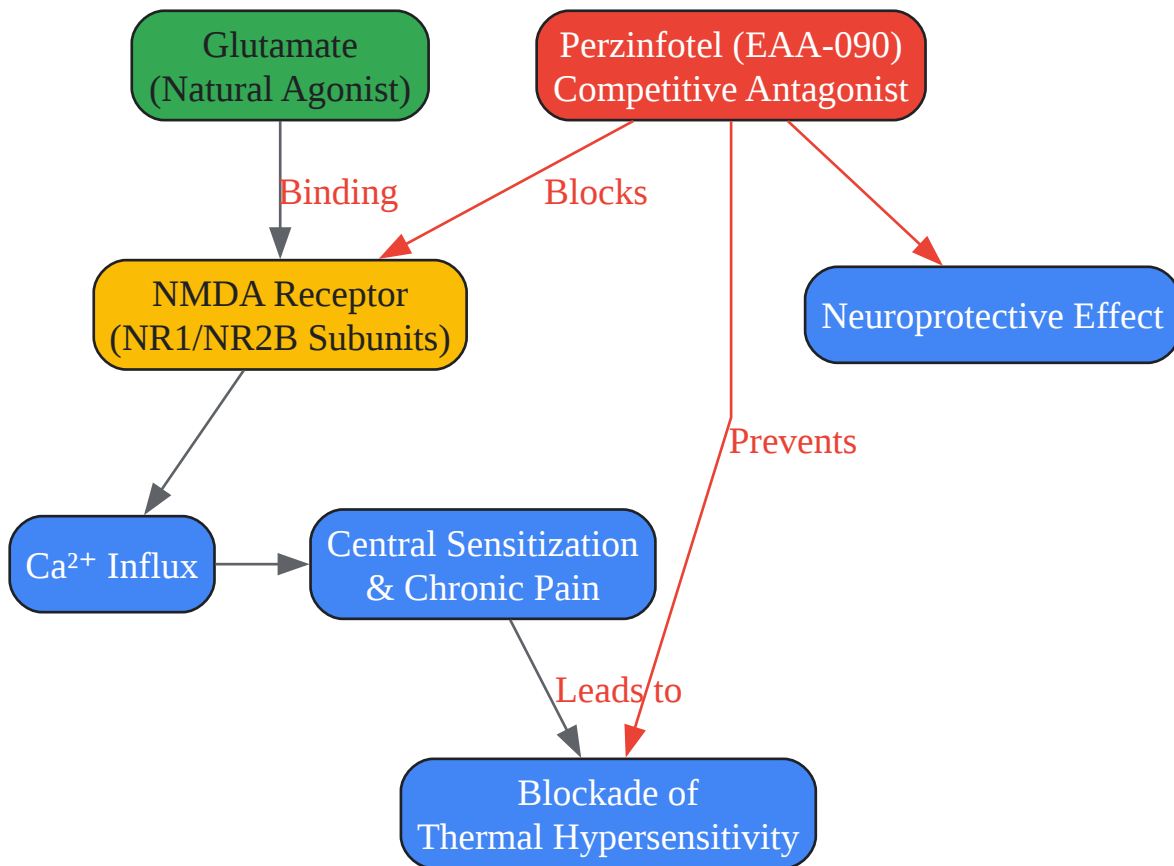 Glutamate
(Natural Agonist)
Perzinfotel (EAA-090)
Competitive Antagonist
Binding
Blocks
NMDA Receptor
(NR1/NR2B Subunits)
Neuroprotective Effect
Prevents
Ca²⁺ Influx
Central Sensitization
& Chronic Pain
Leads to
Blockade of
Thermal Hypersensitivity